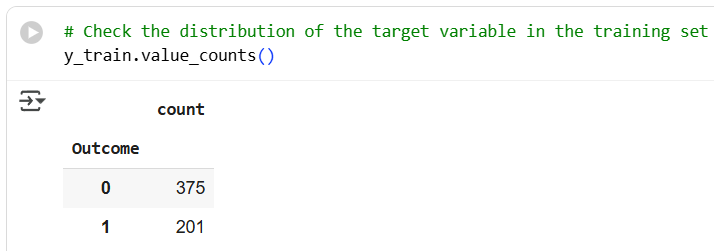 # Check the distribution of the target variable in the training set
y_train.value_counts()
count
Outcome
0 375
1 201